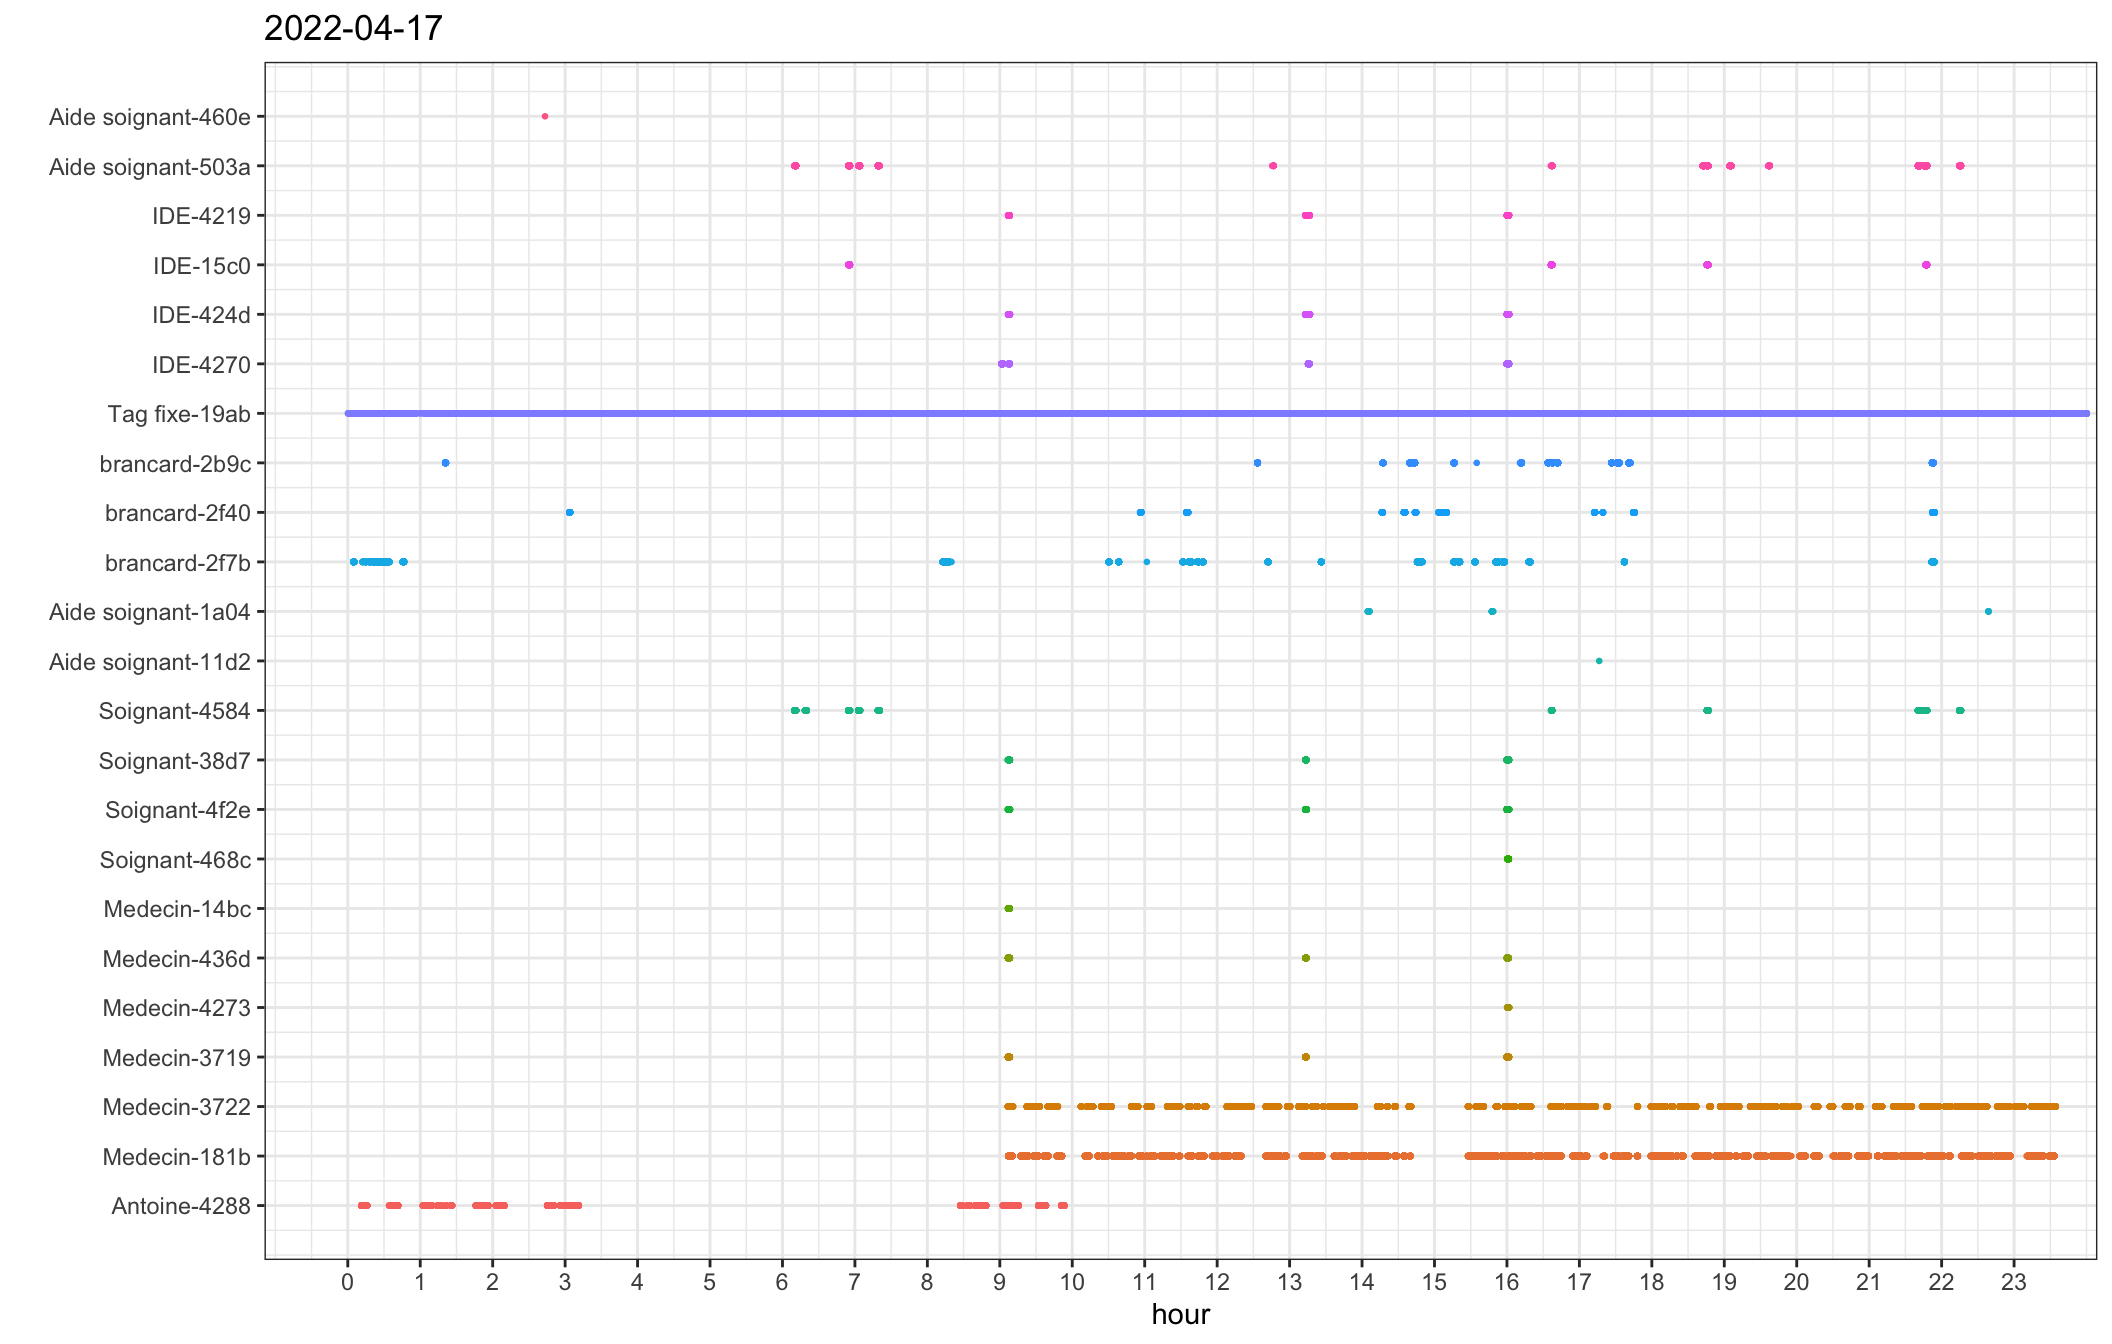 2022-04-17
Aide soignant-460e
Aide soignant-503a
IDE-4219
IDE-15c0
IDE-424d
IDE-4270
Tag fixe-19ab
brancard-2b9c
brancard-2f40
brancard-2f7b
Aide soignant-1a04
Aide soignant-11d2
Soignant-4584
Soignant-38d7
Soignant-4f2e
Soignant-468c
Medecin-14bc
Medecin-436d
Medecin-4273
Medecin-3719
Medecin-3722
Medecin-181b
Antoine-4288
0 1 2 3 4 5 6 7 8 9 10 11 12 13 14 15 16 17 18 19 20 21 22 23
hour